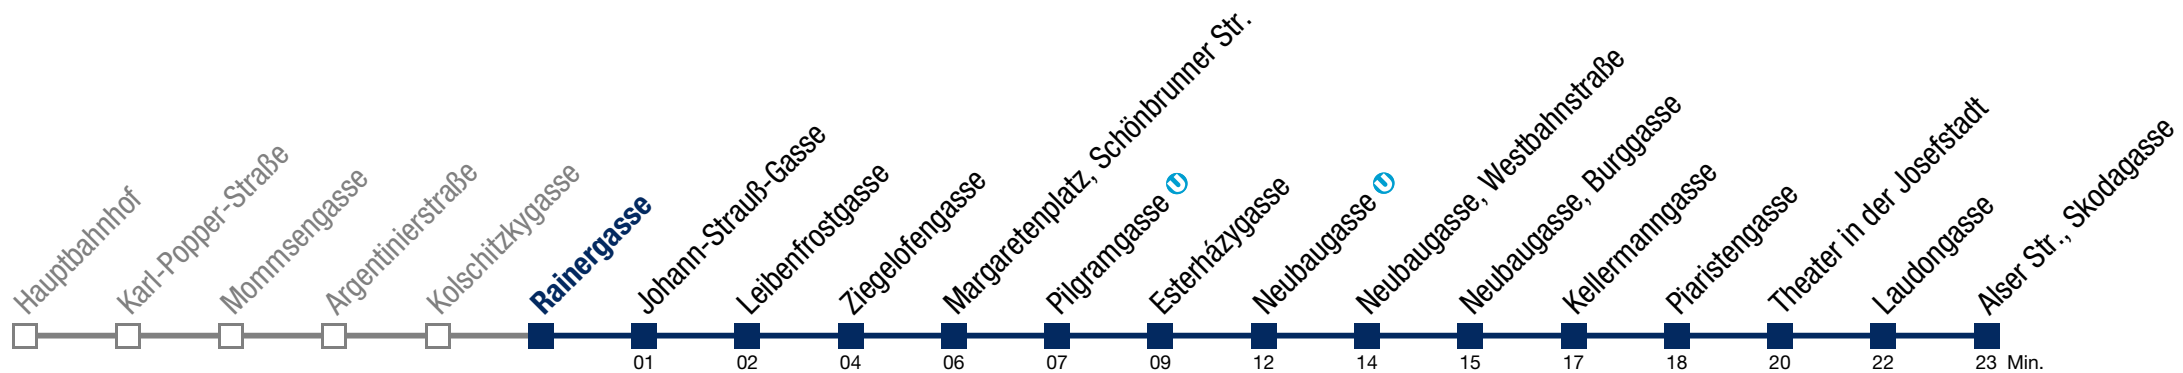 Hauptbahnhof
Karl-Popper-Straße
Mommsengasse
Argentinierstraße
Kolschitzkygasse
Rainergasse
Johann-Strauß-Gasse
Leibenfrostgasse
Ziegelofengasse
Margaretenplatz, Schönbrunner Str.
Pilgramgasse U
Esterházygasse
Neubaugasse U
Neubaugasse, Westbahnstraße
Neubaugasse, Burggasse
Kellermanngasse
Piaristengasse
Theater in der Josefstadt
Laudongasse
Alser Str., Skodagasse
01 02 04 06 07 09 12 14 15 17 18 20 22 23 Min.